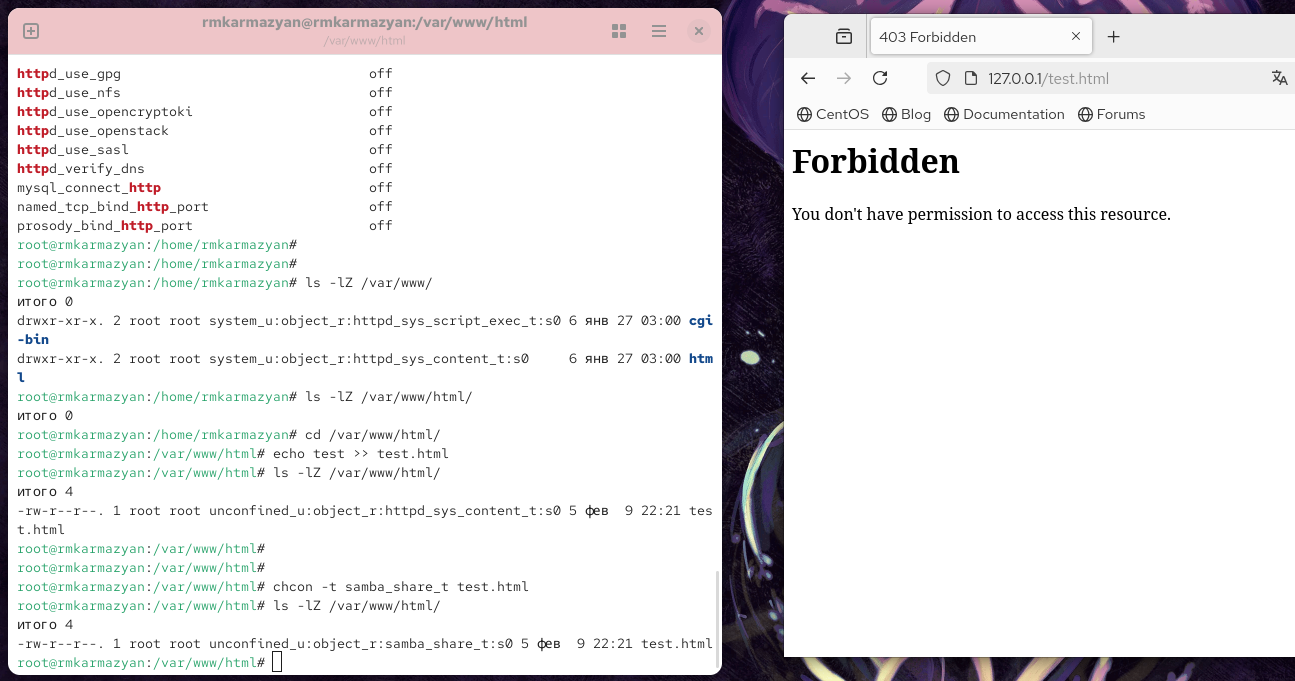 rmkarmazyan@rmkarmazyan:/var/www/html
/var/www/html
httpd_use_gpg                               off
httpd_use_nfs                               off
httpd_use_opencryptoki                      off
httpd_use_openstack                         off
httpd_use_sasl                              off
httpd_verify_dns                            off
mysql_connect_http                          off
named_tcp_bind_http_port                    off
prosody_bind_http_port                      off
root@rmkarmazyan:/home/rmkarmazyan#
root@rmkarmazyan:/home/rmkarmazyan#
root@rmkarmazyan:/home/rmkarmazyan# ls -lZ /var/www/
итого 0
drwxr-xr-x. 2 root root system_u:object_r:httpd_sys_script_exec_t:s0 6 янв 27 03:00 cgi
-bin
drwxr-xr-x. 2 root root system_u:object_r:httpd_sys_content_t:s0     6 янв 27 03:00 htm
l
root@rmkarmazyan:/home/rmkarmazyan# ls -lZ /var/www/html/
итого 0
root@rmkarmazyan:/home/rmkarmazyan# cd /var/www/html/
root@rmkarmazyan:/var/www/html# echo test >> test.html
root@rmkarmazyan:/var/www/html# ls -lZ /var/www/html/
итого 4
-rw-r--r--. 1 root root unconfined_u:object_r:httpd_sys_content_t:s0 5 фев  9 22:21 tes
t.html
root@rmkarmazyan:/var/www/html#
root@rmkarmazyan:/var/www/html#
root@rmkarmazyan:/var/www/html# chcon -t samba_share_t test.html
root@rmkarmazyan:/var/www/html# ls -lZ /var/www/html/
итого 4
-rw-r--r--. 1 root root unconfined_u:object_r:samba_share_t:s0 5 фев  9 22:21 test.html
root@rmkarmazyan:/var/www/html#
403 Forbidden
127.0.0.1/test.html
CentOS Blog Documentation Forums
Forbidden
You don't have permission to access this resource.